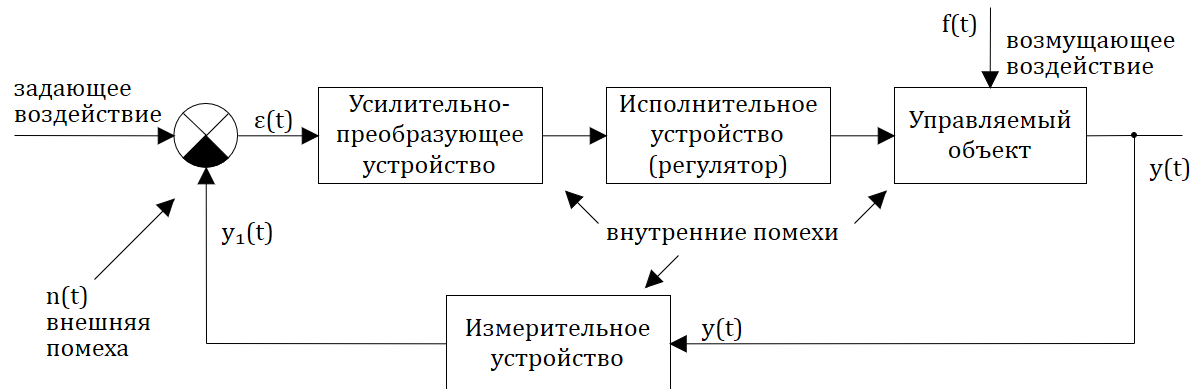 f(t)
возмущающее
воздействие
задающее
воздействие
ε(t)
Усилительно-
преобразующее
устройство
Исполнительное
устройство
(регулятор)
Управляемый
объект
y(t)
y₁(t)
внутренние помехи
n(t)
внешняя
помеха
Измерительное
устройство
y(t)